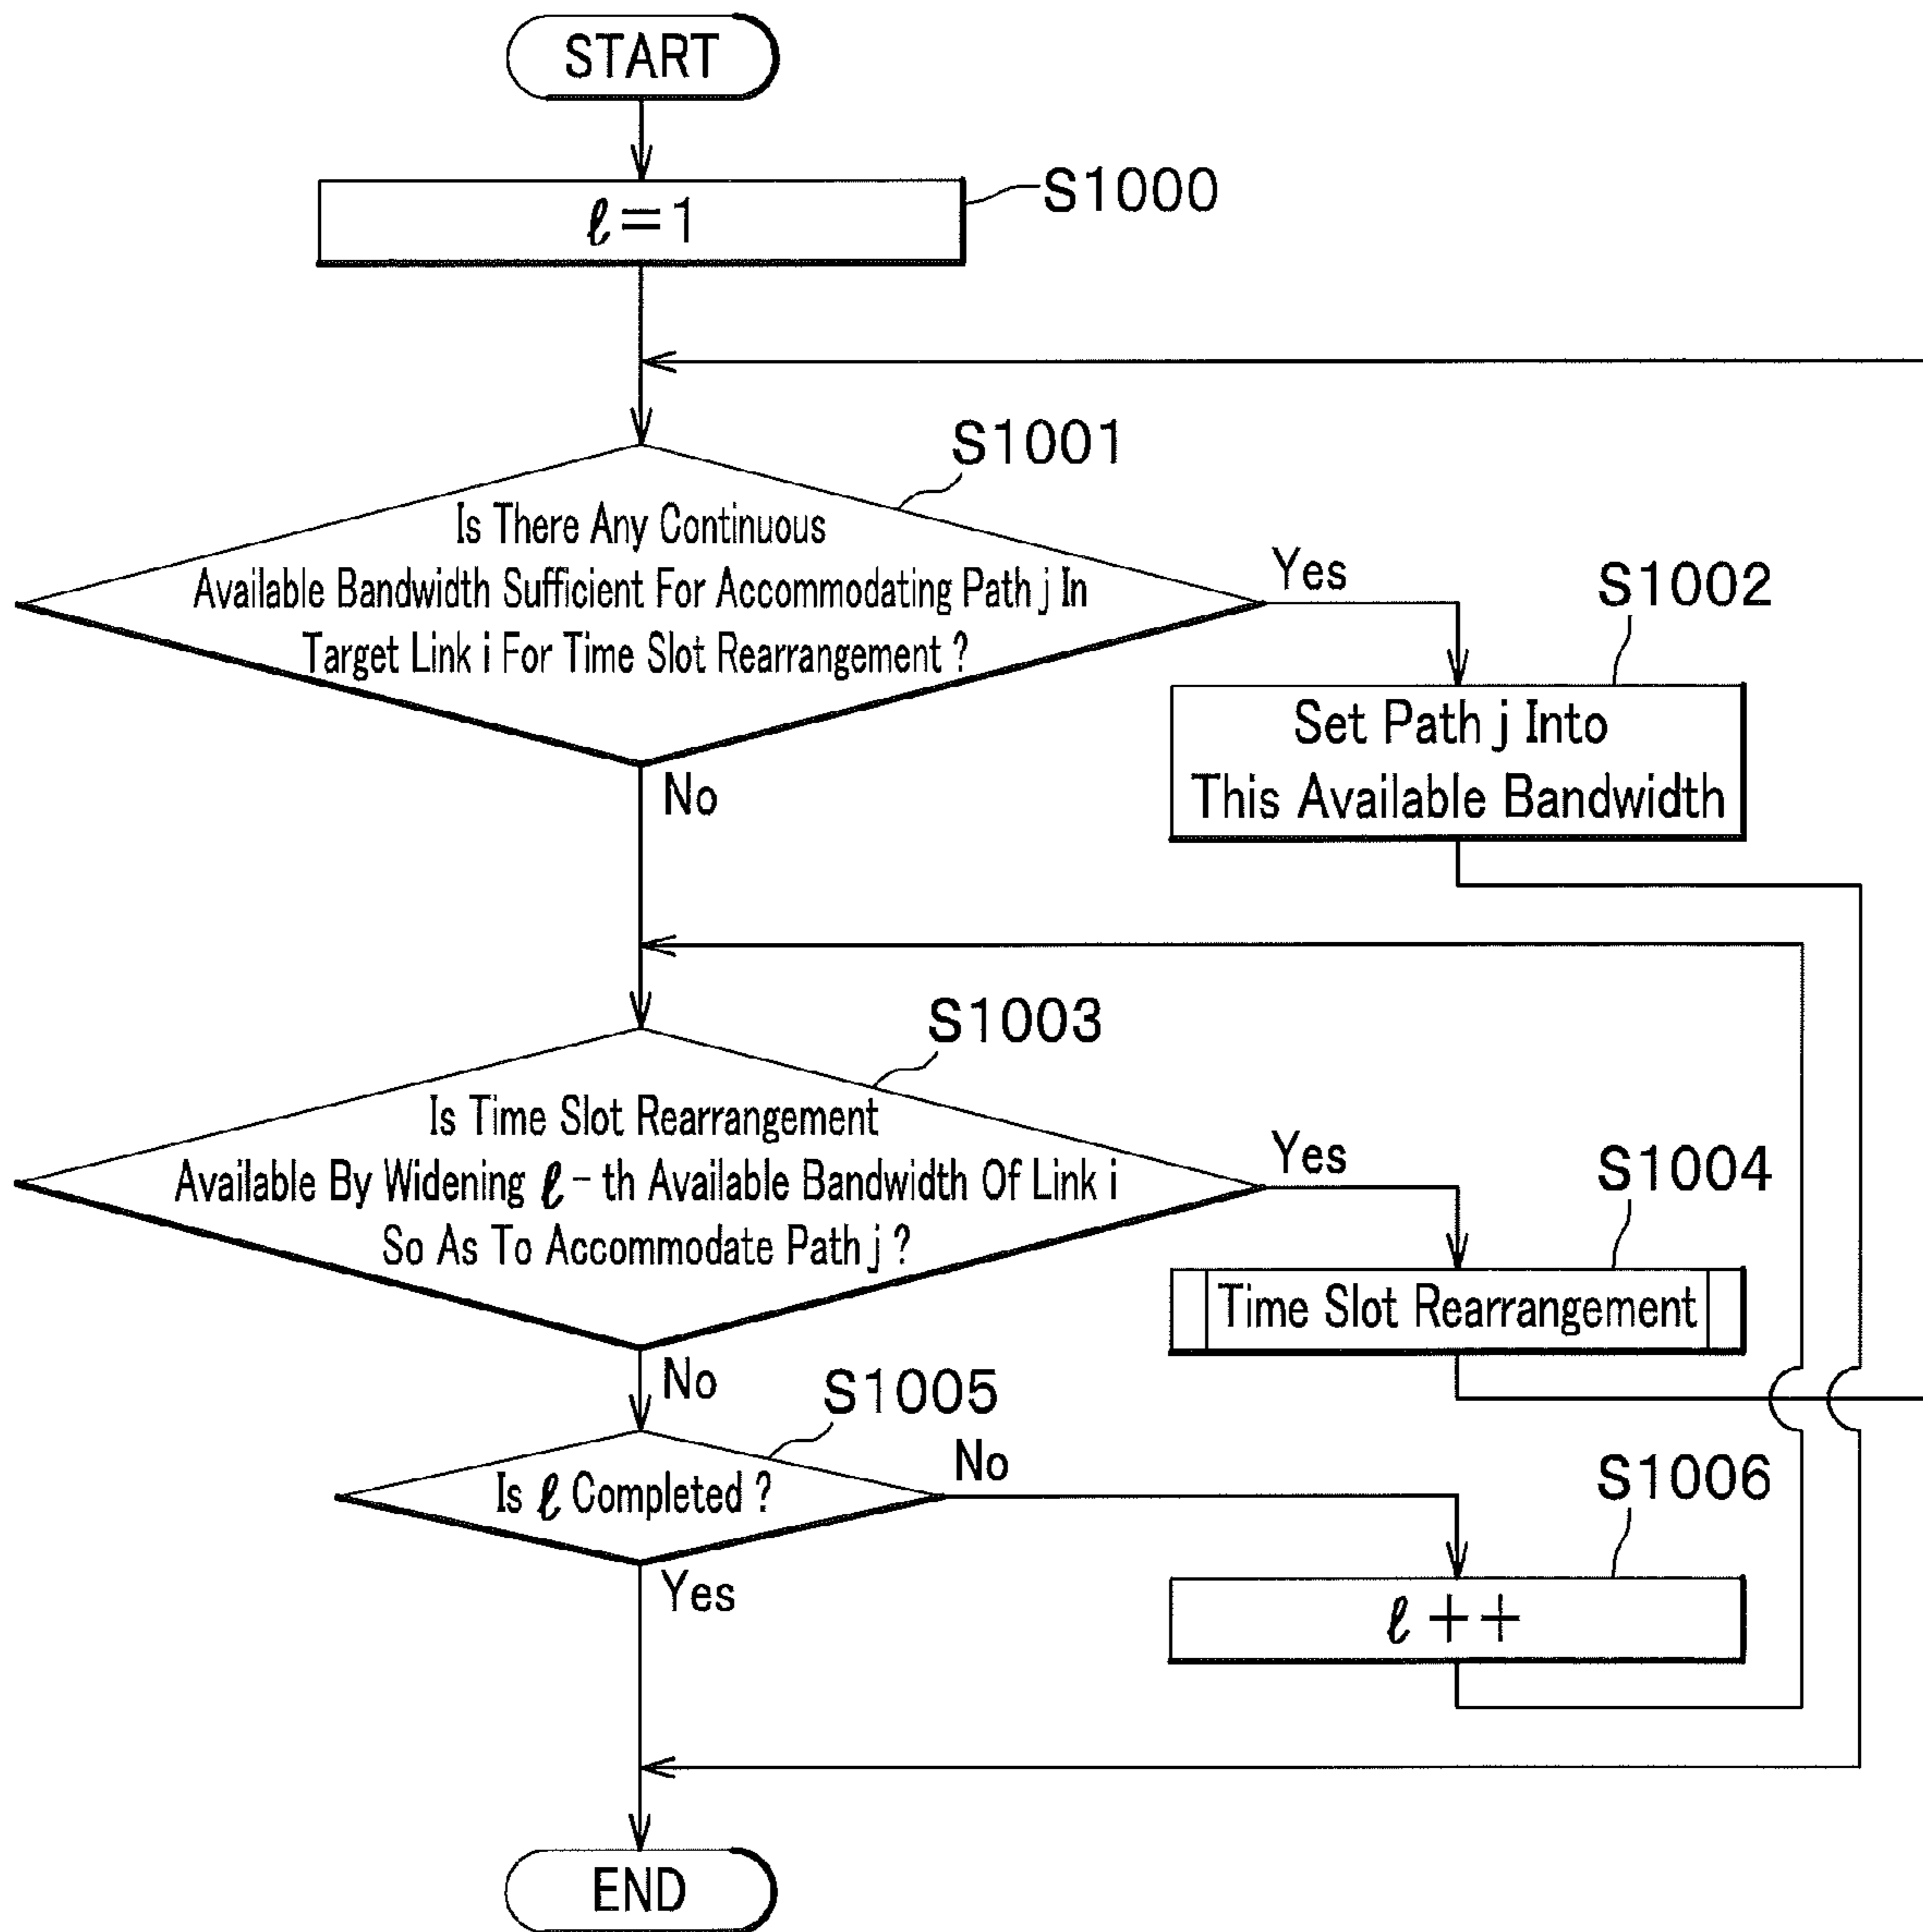 START
ℓ=1
S1000
S1001
Is There Any Continuous
Available Bandwidth Sufficient For Accommodating Path j In
Target Link i For Time Slot Rearrangement ?
Yes
No
S1002
Set Path j Into
This Available Bandwidth
S1003
Is Time Slot Rearrangement
Available By Widening ℓ-th Available Bandwidth Of Link i
So As To Accommodate Path j ?
Yes
No
S1004
Time Slot Rearrangement
S1005
Is ℓ Completed ?
No
Yes
S1006
ℓ++
END